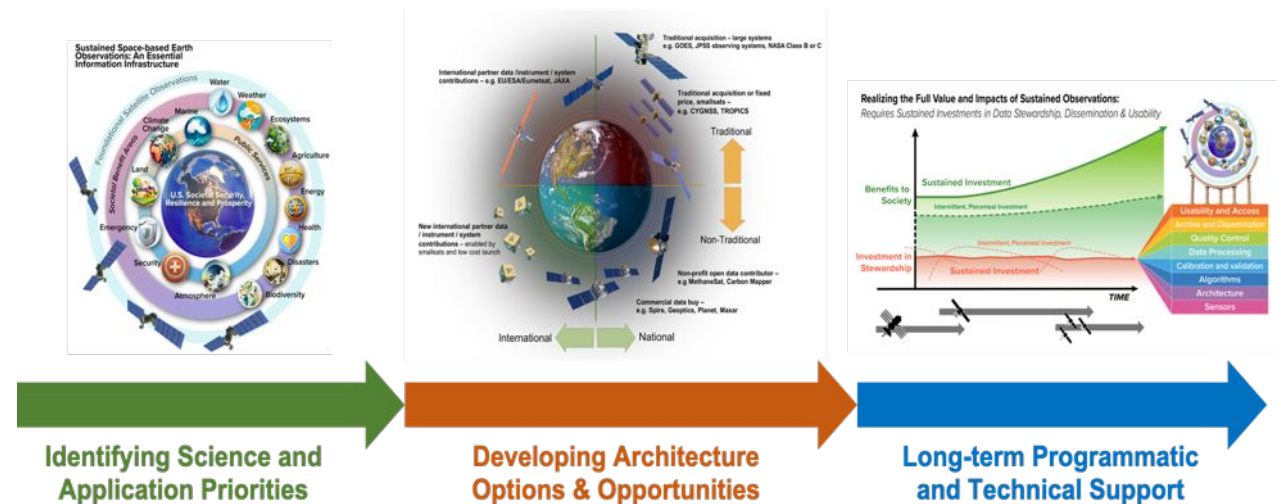 Sustained Space-based Earth
Observations: An Essential
Information Infrastructure
Foundational Satellite Observations
Societal Benefit Areas
Public Services
Water
Weather
Marine
Ecosystems
Climate
Change
Agriculture
Land
Energy
U.S. Societal Security,
Resilience and Prosperity
Emergency
Health
Security
Disasters
Atmosphere
Biodiversity
Traditional acquisition – large systems
e.g. GOES, JPSS observing systems, NASA Class B or C
International partner data /instrument / system
contributions – e.g. EU/ESA/Eumetsat, JAXA
Traditional acquisition or fixed
price, smallsats –
e.g. CYGNSS, TROPICS
Traditional
Non-Traditional
New international partner data
/ instrument / system
contributions – enabled by
smallsats and low cost launch
Non-profit open data contributor –
e.g MethaneSat, Carbon Mapper
Commercial data buy –
e.g. Spire, Geoptics, Planet, Maxar
International
National
Realizing the Full Value and Impacts of Sustained Observations:
Requires Sustained Investments in Data Stewardship, Dissemination & Usability
Benefits to
Society
Sustained Investment
Intermittent, Piecemeal Investment
Investment in
Stewardship
Intermittent, Piecemeal Investment
Sustained Investment
TIME
Usability and Access
Archive and Dissemination
Quality Control
Data Processing
Calibration and validation
Algorithms
Architecture
Sensors
Identifying Science and
Application Priorities
Developing Architecture
Options & Opportunities
Long-term Programmatic
and Technical Support